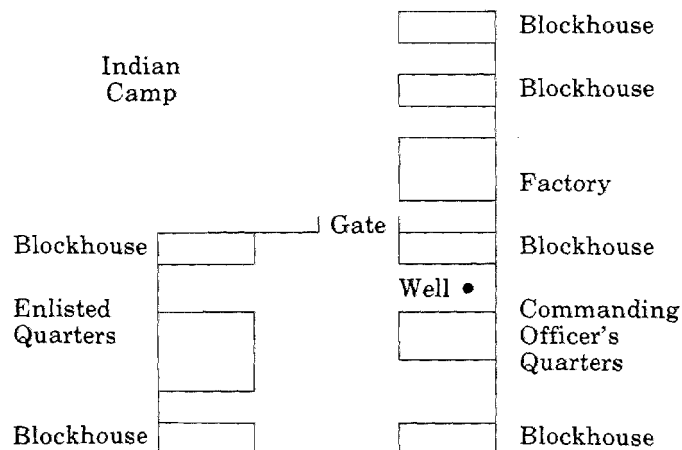 Blockhouse
Indian
Camp
Blockhouse
Factory
Gate
Blockhouse
Blockhouse
Well
Enlisted
Quarters
Commanding
Officer's
Quarters
Blockhouse
Blockhouse